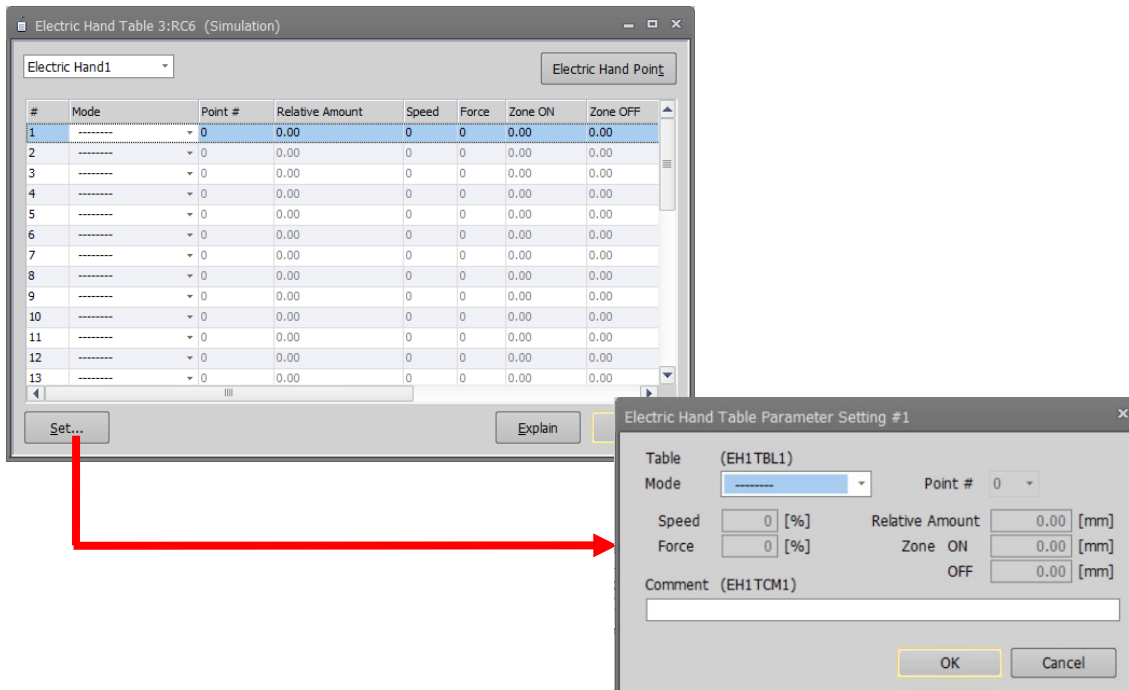 Electric Hand Table 3:RC6 (Simulation)
Electric Hand1
Electric Hand Point
# Mode Point # Relative Amount Speed Force Zone ON Zone OFF
1 -------- 0 0.00 0 0 0.00 0.00
2 -------- 0 0.00 0 0 0.00 0.00
3 -------- 0 0.00 0 0 0.00 0.00
4 -------- 0 0.00 0 0 0.00 0.00
5 -------- 0 0.00 0 0 0.00 0.00
6 -------- 0 0.00 0 0 0.00 0.00
7 -------- 0 0.00 0 0 0.00 0.00
8 -------- 0 0.00 0 0 0.00 0.00
9 -------- 0 0.00 0 0 0.00 0.00
10 -------- 0 0.00 0 0 0.00 0.00
11 -------- 0 0.00 0 0 0.00 0.00
12 -------- 0 0.00 0 0 0.00 0.00
13 -------- 0 0.00 0 0 0.00 0.00
Set... Explain
Electric Hand Table Parameter Setting #1
Table (EH1TBL1)
Mode -------- Point # 0
Speed 0 [%] Relative Amount 0.00 [mm]
Force 0 [%] Zone ON 0.00 [mm]
OFF 0.00 [mm]
Comment (EH1TCM1)
OK Cancel